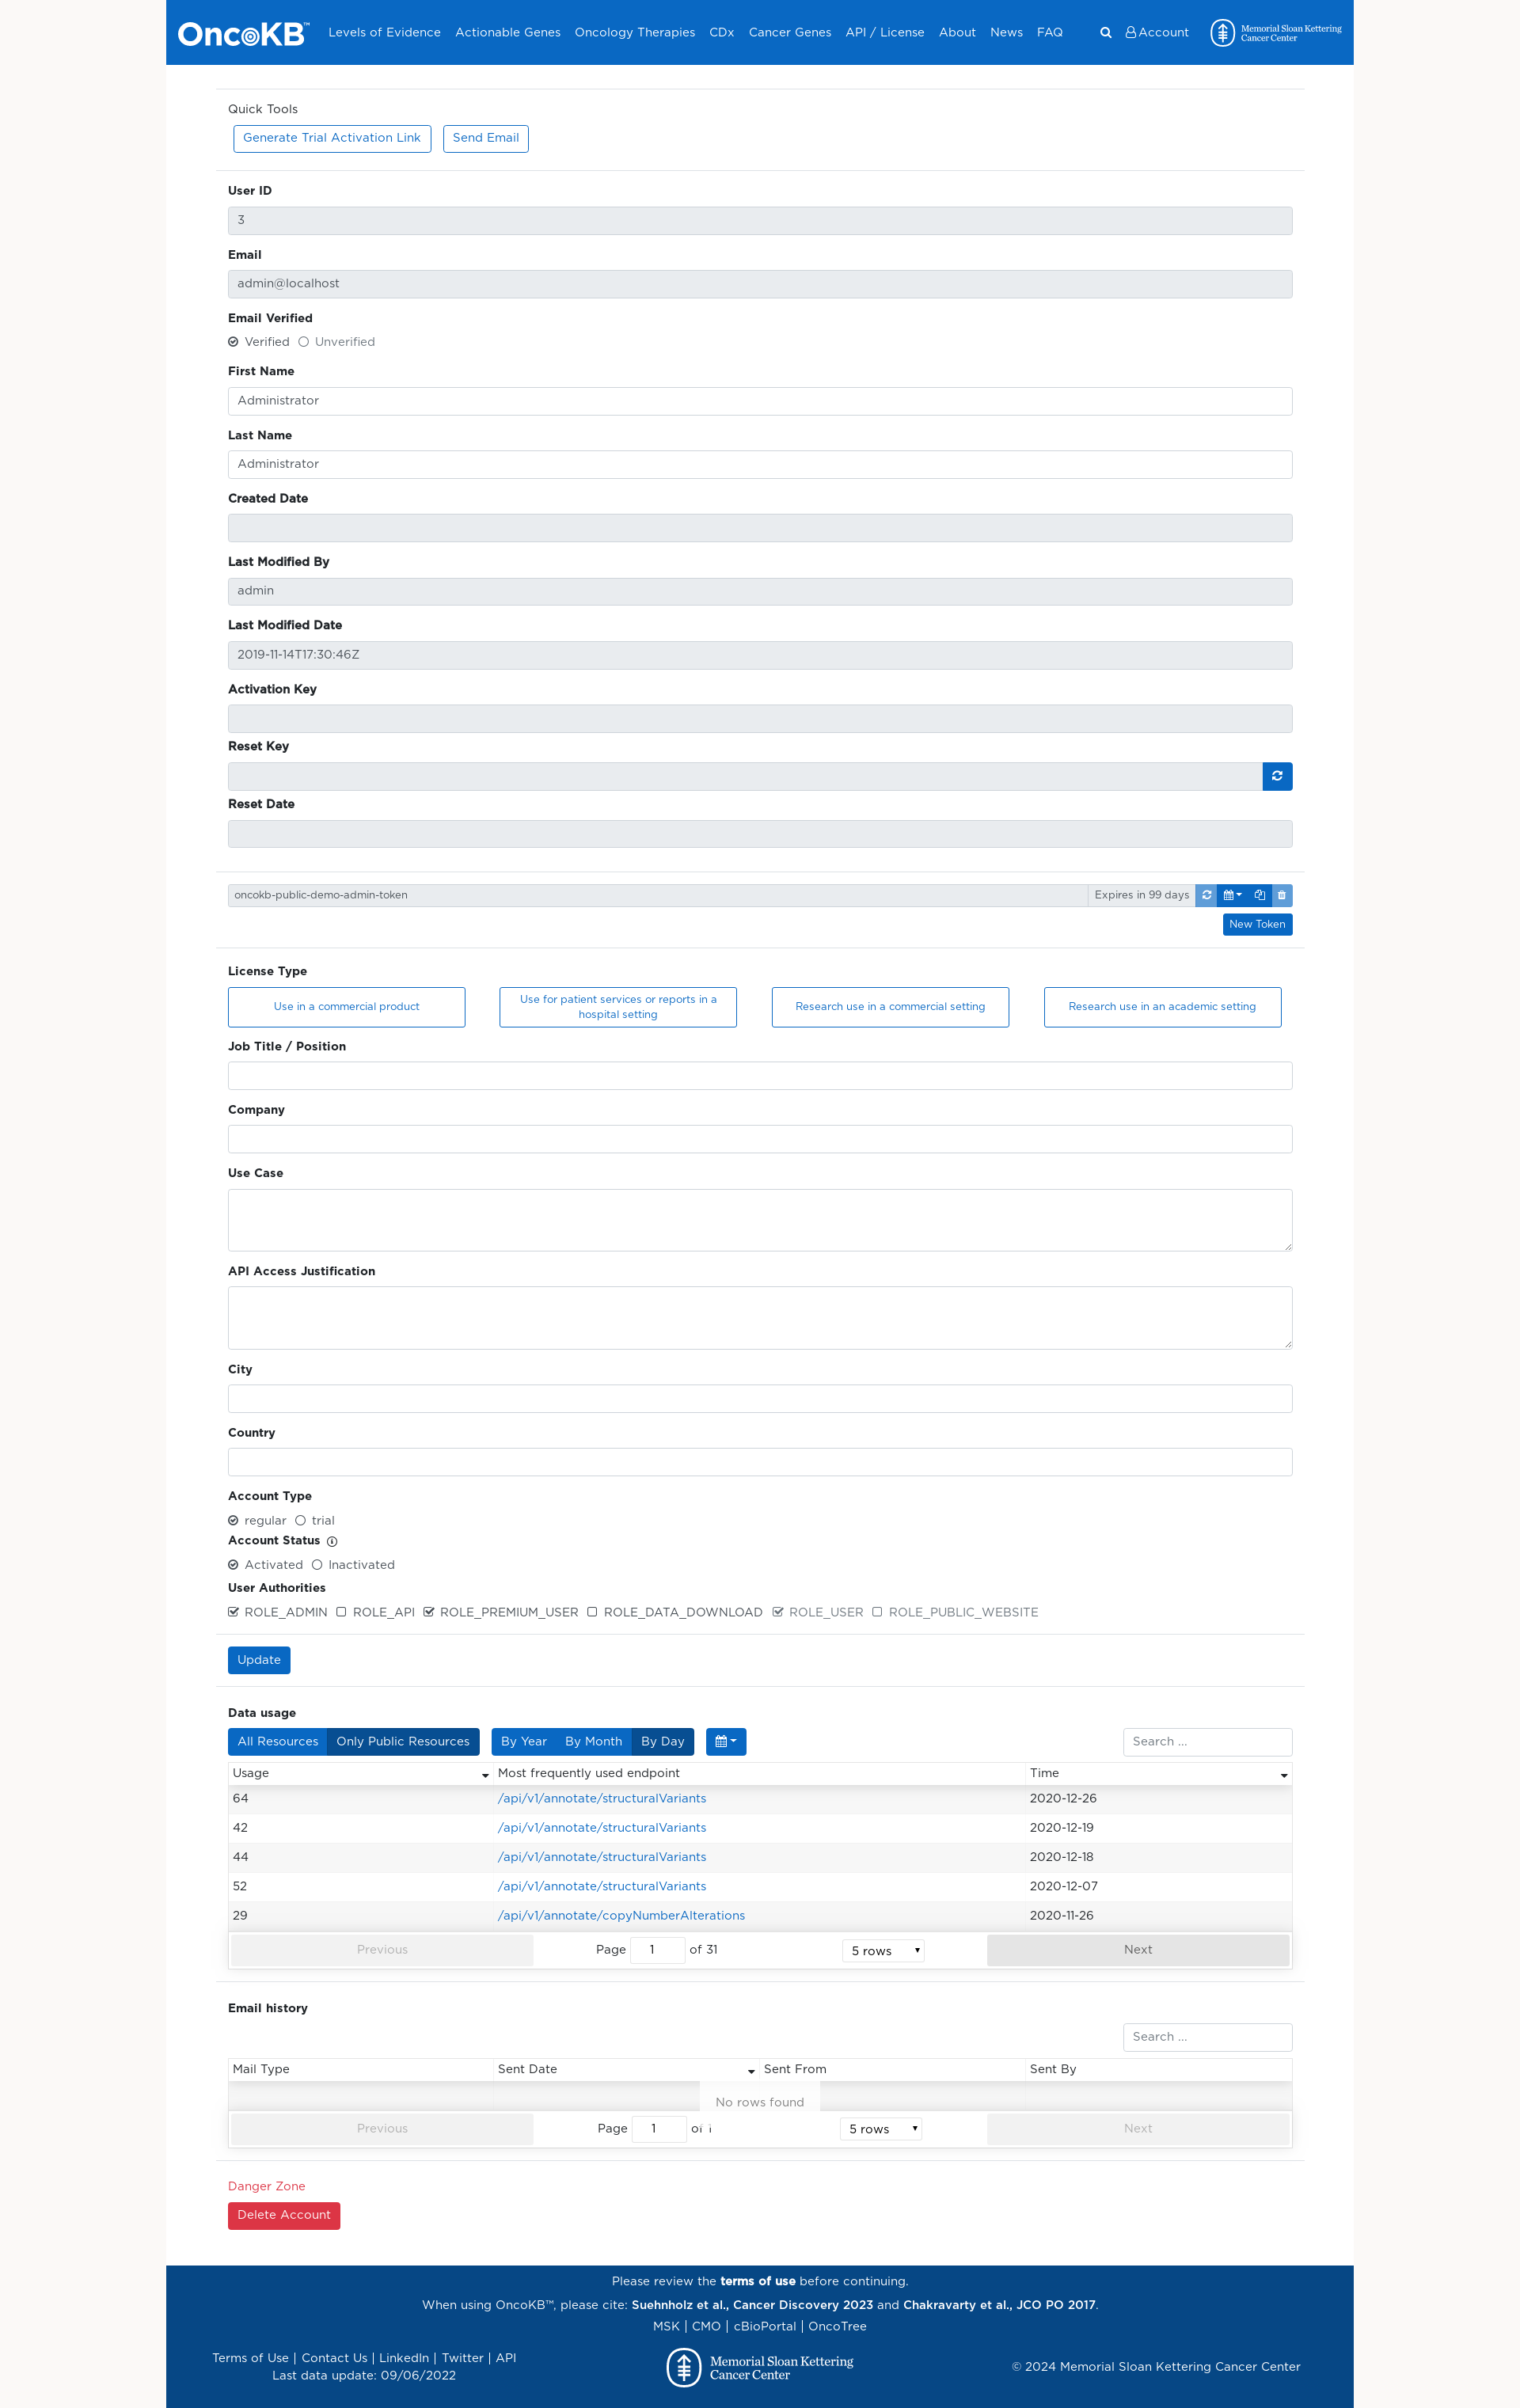 OncoKB™ Levels of Evidence Actionable Genes Oncology Therapies CDx Cancer Genes API / License About News FAQ Account Memorial Sloan Kettering Cancer Center
Quick Tools
Generate Trial Activation Link Send Email
User ID
3
Email
admin@localhost
Email Verified
Verified Unverified
First Name
Administrator
Last Name
Administrator
Created Date
Last Modified By
admin
Last Modified Date
2019-11-14T17:30:46Z
Activation Key
Reset Key
Reset Date
oncokb-public-demo-admin-token Expires in 99 days
New Token
License Type
Use in a commercial product
Use for patient services or reports in a
hospital setting
Research use in a commercial setting
Research use in an academic setting
Job Title / Position
Company
Use Case
API Access Justification
City
Country
Account Type
regular trial
Account Status
Activated Inactivated
User Authorities
ROLE_ADMIN ROLE_API ROLE_PREMIUM_USER ROLE_DATA_DOWNLOAD ROLE_USER ROLE_PUBLIC_WEBSITE
Update
Data usage
All Resources Only Public Resources By Year By Month By Day Search ...
Usage Most frequently used endpoint Time
64 /api/v1/annotate/structuralVariants 2020-12-26
42 /api/v1/annotate/structuralVariants 2020-12-19
44 /api/v1/annotate/structuralVariants 2020-12-18
52 /api/v1/annotate/structuralVariants 2020-12-07
29 /api/v1/annotate/copyNumberAlterations 2020-11-26
Previous Page 1 of 31 5 rows Next
Email history
Search ...
Mail Type Sent Date Sent From Sent By
No rows found
Previous Page 1 of 1 5 rows Next
Danger Zone
Delete Account
Please review the terms of use before continuing.
When using OncoKB™, please cite: Suehnholz et al., Cancer Discovery 2023 and Chakravarty et al., JCO PO 2017.
MSK | CMO | cBioPortal | OncoTree
Terms of Use | Contact Us | LinkedIn | Twitter | API
Last data update: 09/06/2022
Memorial Sloan Kettering
Cancer Center
© 2024 Memorial Sloan Kettering Cancer Center